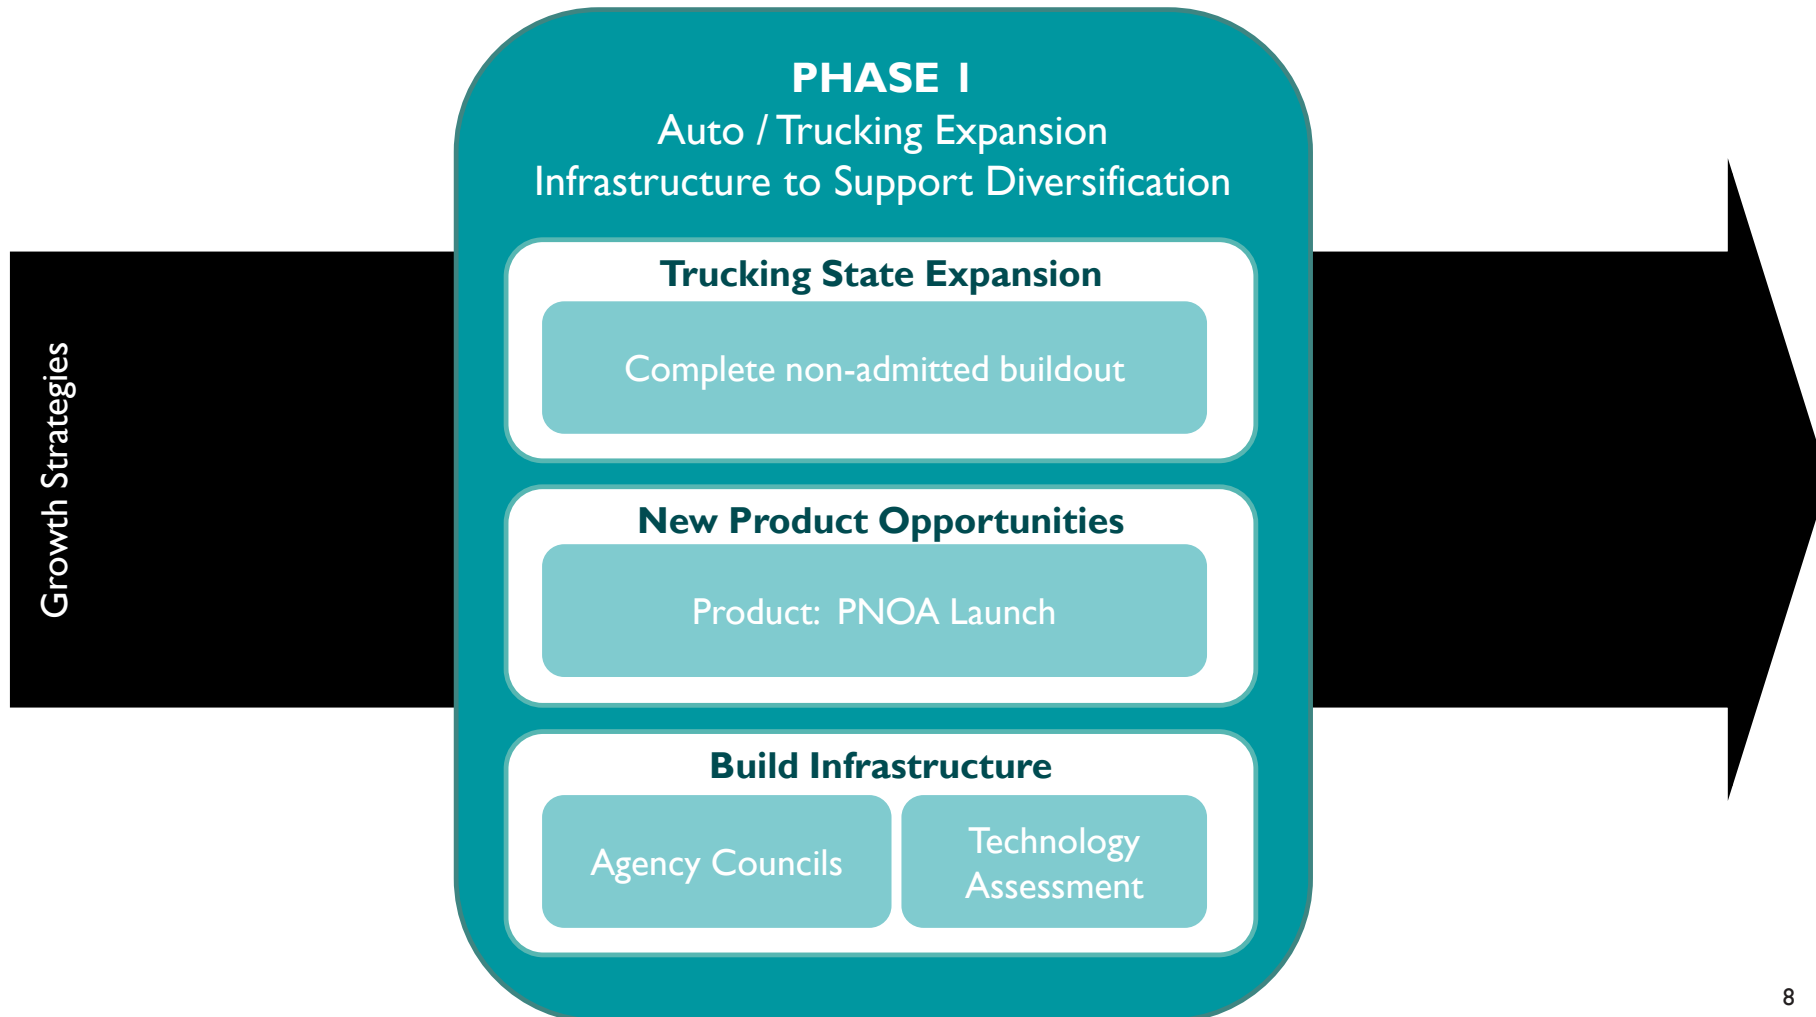 PHASE 1
Auto / Trucking Expansion
Infrastructure to Support Diversification
Growth Strategies
Trucking State Expansion
Complete non-admitted buildout
New Product Opportunities
Product: PNOA Launch
Build Infrastructure
Agency Councils
Technology
Assessment
8